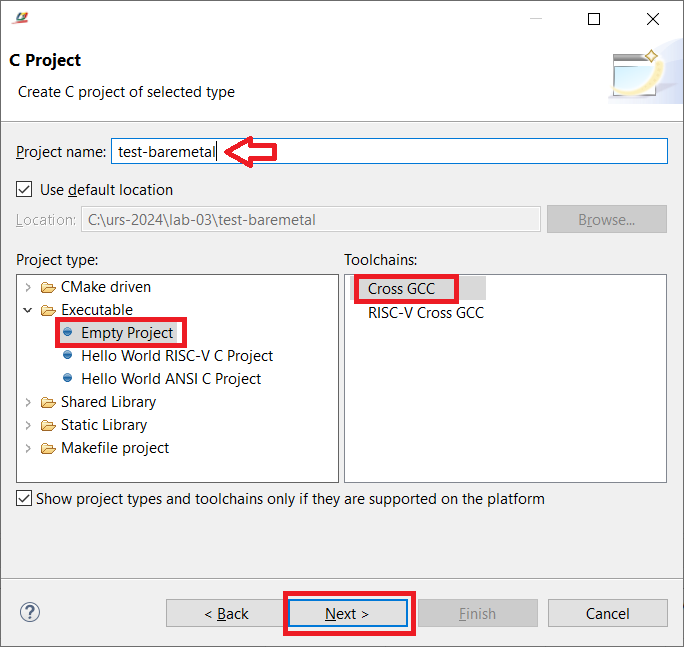 C Project
Create C project of selected type
Project name: test-baremetal
Use default location
Location: C:\urs-2024\lab-03\test-baremetal Browse...
Project type:
CMake driven
Executable
Empty Project
Hello World RISC-V C Project
Hello World ANSI C Project
Shared Library
Static Library
Makefile project
Toolchains:
Cross GCC
RISC-V Cross GCC
Show project types and toolchains only if they are supported on the platform
? < Back Next > Finish Cancel